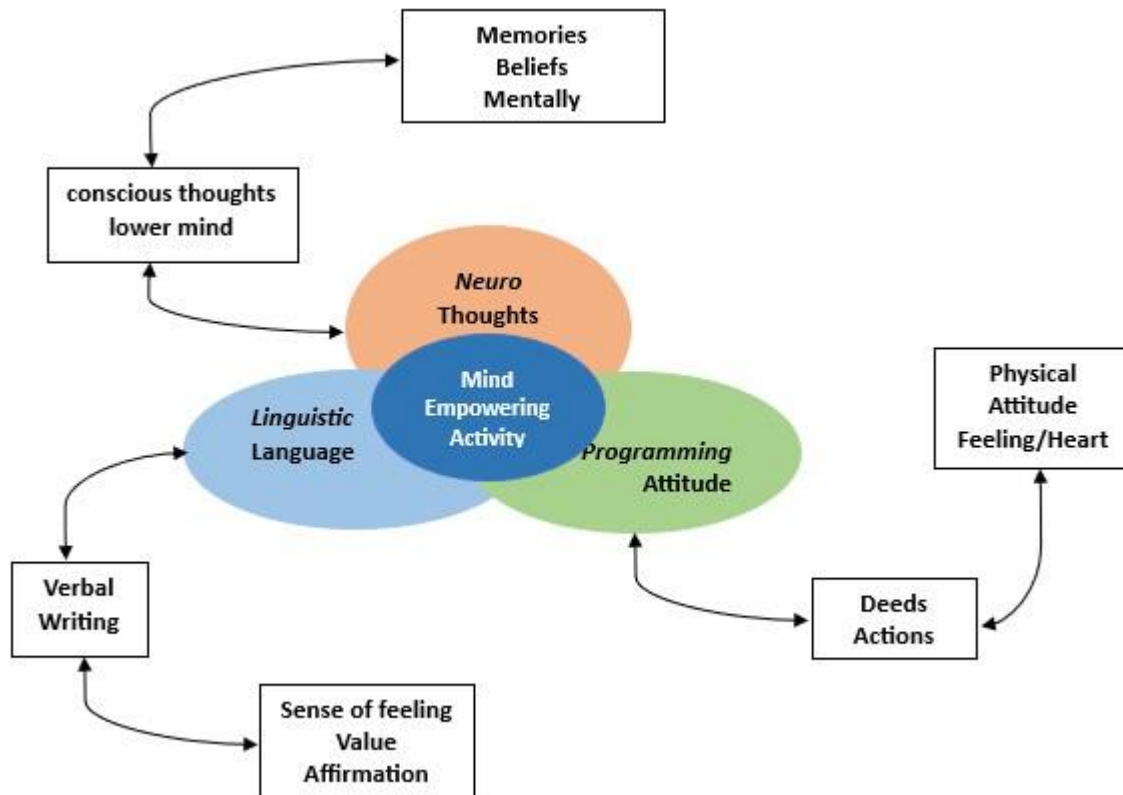 Memories
Beliefs
Mentally
conscious thoughts
lower mind
Neuro
Thoughts
Mind
Empowering
Activity
Linguistic
Language
Programming
Attitude
Physical
Attitude
Feeling/Heart
Verbal
Writing
Deeds
Actions
Sense of feeling
Value
Affirmation